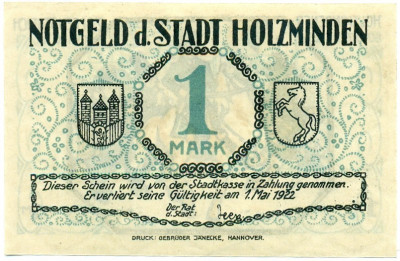 NOTGELD d. STADT HOLZMINDEN
1
MARK
Dieser Schein wird von der Stadtkasse in Zahlung genommen.
Er verliert seine Gültigkeit am 1. Mai 1922
Der Rat
d. Stadt:
DRUCK: GEBRÜDER JÄNECKE, HANNOVER.